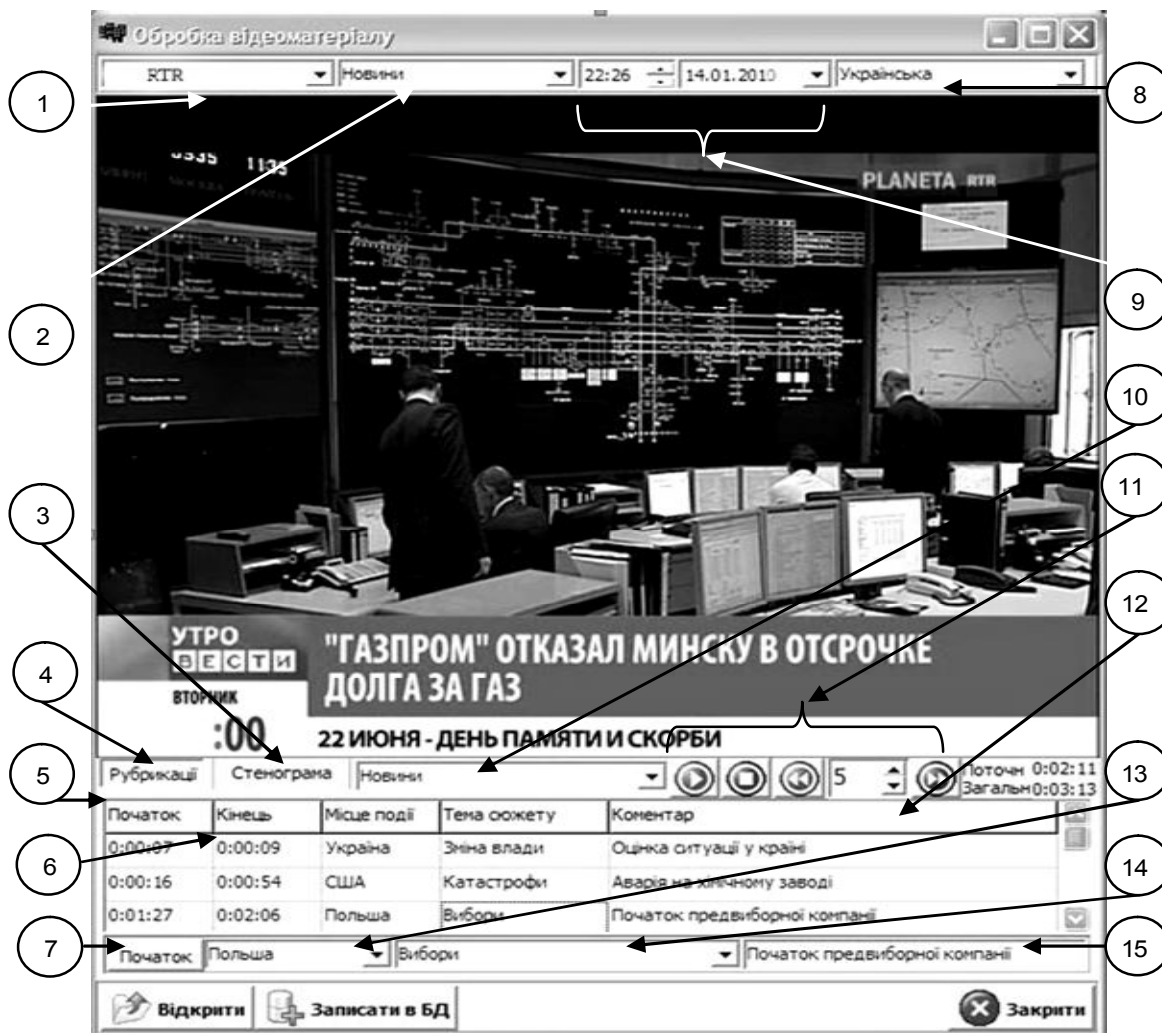 Обробка відеоматеріалу
RTR Новини 22:26 14.01.2010 Українська
1
8
1135
PLANETA RTR
2
9
10
3
11
12
УТРО
ВЕСТИ
"ГАЗПРОМ" ОТКАЗАЛ МИНСКУ В ОТСРОЧКЕ
ДОЛГА ЗА ГАЗ
4
ВТОРНИК
:00
22 ИЮНЯ - ДЕНЬ ПАМЯТИ И СКОРБИ
5
13
Рубрикації Стенограма Новини 5 Поточн 0:02:11
Загальн 0:03:13
Початок Кінець Місце події Тема сюжету Коментар
6
0:00:07 0:00:09 Україна Зміна влади Оцінка ситуації у країні
14
0:00:16 0:00:54 США Катастрофи Аварія на хімічному заводі
0:01:27 0:02:06 Польша Вибори Початок предвиборної компанії
7
15
Початок Польша Вибори Початок предвиборної компанії
Відкрити Записати в БД Закрити